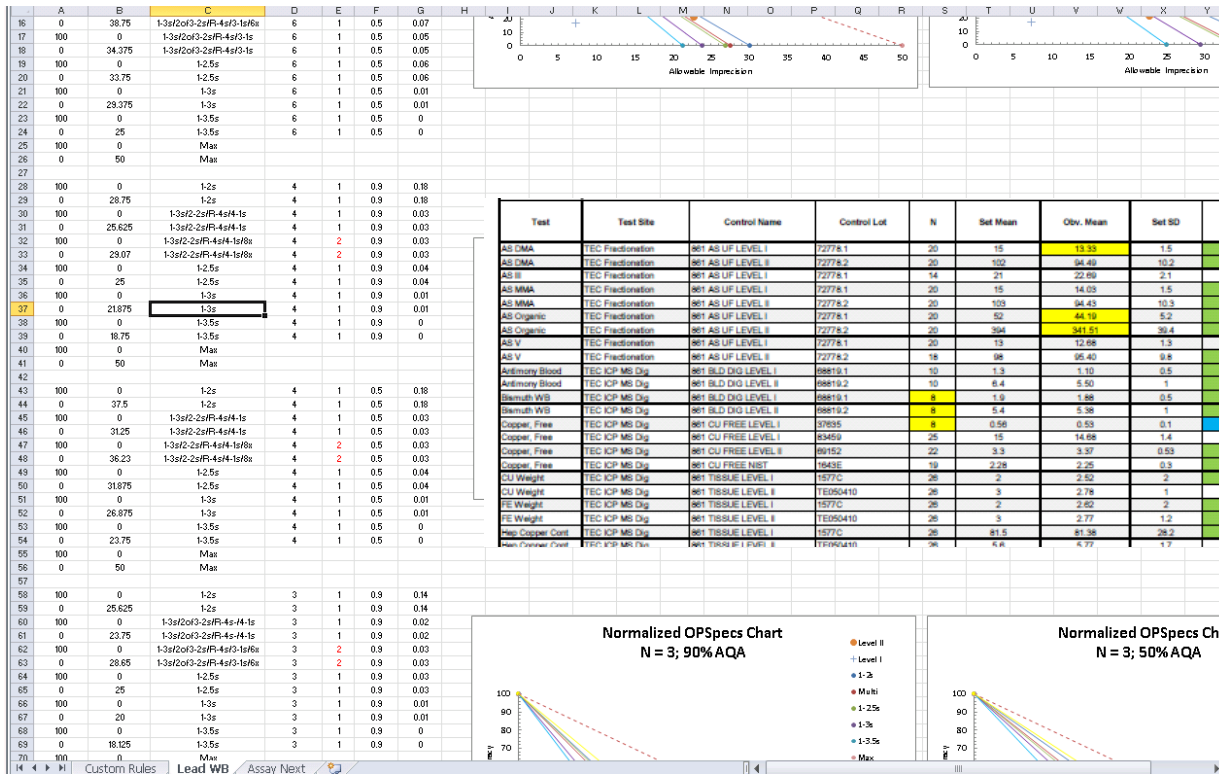 A B C D E F G H I J K L M N O P Q R S T U V W X Y
16 0 38.75 1-3s/2of3-2s/R-4s/3-1s/6x 6 1 0.5 0.07
17 100 0 1-3s/2of3-2s/R-4s/3-1s 6 1 0.5 0.05
18 0 34.375 1-3s/2of3-2s/R-4s/3-1s 6 1 0.5 0.05
19 100 0 1-2.5s 6 1 0.5 0.06
20 0 33.75 1-2.5s 6 1 0.5 0.06
21 100 0 1-3s 6 1 0.5 0.01
22 0 29.375 1-3s 6 1 0.5 0.01
23 100 0 1-3.5s 6 1 0.5 0
24 0 25 1-3.5s 6 1 0.5 0
25 100 0 Max
26 0 50 Max
27
28 100 0 1-2s 4 1 0.9 0.18
29 0 28.75 1-2s 4 1 0.9 0.18
30 100 0 1-3s/2-2s/R-4s/4-1s 4 1 0.9 0.03
31 0 25.625 1-3s/2-2s/R-4s/4-1s 4 1 0.9 0.03
32 100 0 1-3s/2-2s/R-4s/4-1s/8x 4 2 0.9 0.03
33 0 29.07 1-3s/2-2s/R-4s/4-1s/8x 4 2 0.9 0.03
34 100 0 1-2.5s 4 1 0.9 0.04
35 0 25 1-2.5s 4 1 0.9 0.04
36 100 0 1-3s 4 1 0.9 0.01
37 0 21.875 1-3s 4 1 0.9 0.01
38 100 0 1-3.5s 4 1 0.9 0
39 0 18.75 1-3.5s 4 1 0.9 0
40 100 0 Max
41 0 50 Max
42
43 100 0 1-2s 4 1 0.5 0.18
44 0 37.5 1-2s 4 1 0.5 0.18
45 100 0 1-3s/2-2s/R-4s/4-1s 4 1 0.5 0.03
46 0 31.25 1-3s/2-2s/R-4s/4-1s 4 1 0.5 0.03
47 100 0 1-3s/2-2s/R-4s/4-1s/8x 4 2 0.5 0.03
48 0 36.23 1-3s/2-2s/R-4s/4-1s/8x 4 2 0.5 0.03
49 100 0 1-2.5s 4 1 0.5 0.04
50 0 31.875 1-2.5s 4 1 0.5 0.04
51 100 0 1-3s 4 1 0.5 0.01
52 0 26.875 1-3s 4 1 0.5 0.01
53 100 0 1-3.5s 4 1 0.5 0
54 0 23.75 1-3.5s 4 1 0.5 0
55 100 0 Max
56 0 50 Max
57
58 100 0 1-2s 3 1 0.9 0.14
59 0 25.625 1-2s 3 1 0.9 0.14
60 100 0 1-3s/2of3-2s/R-4s-/4-1s 3 1 0.9 0.02
61 0 23.75 1-3s/2of3-2s/R-4s-/4-1s 3 1 0.9 0.02
62 100 0 1-3s/2of3-2s/R-4s/3-1s/6x 3 2 0.9 0.03
63 0 28.65 1-3s/2of3-2s/R-4s/3-1s/6x 3 2 0.9 0.03
64 100 0 1-2.5s 3 1 0.9 0.03
65 0 25 1-2.5s 3 1 0.9 0.03
66 100 0 1-3s 3 1 0.9 0.01
67 0 20 1-3s 3 1 0.9 0.01
68 100 0 1-3.5s 3 1 0.9 0
69 0 18.125 1-3.5s 3 1 0.9 0
70 100 0 Max
20
10
0
0 5 10 15 20 25 30 35 40 45 50
Allowable Imprecision
20
10
0
0 5 10 15 20 25 30
Allowable Imprecision
Test Test Site Control Name Control Lot N Set Mean Obv. Mean Set SD
AS DMA TEC Fractionation 861 AS UF LEVEL I 72778.1 20 15 13.33 1.5
AS DMA TEC Fractionation 861 AS UF LEVEL II 72778.2 20 102 94.49 10.2
AS III TEC Fractionation 861 AS UF LEVEL I 72778.1 14 21 22.69 2.1
AS MMA TEC Fractionation 861 AS UF LEVEL I 72778.1 20 15 14.03 1.5
AS MMA TEC Fractionation 861 AS UF LEVEL II 72778.2 20 103 94.43 10.3
AS Organic TEC Fractionation 861 AS UF LEVEL I 72778.1 20 52 44.19 5.2
AS Organic TEC Fractionation 861 AS UF LEVEL II 72778.2 20 394 341.51 39.4
AS V TEC Fractionation 861 AS UF LEVEL I 72778.1 20 13 12.68 1.3
AS V TEC Fractionation 861 AS UF LEVEL II 72778.2 18 98 95.40 9.8
Antimony Blood TEC ICP MS Dig 861 BLD DIG LEVEL I 68819.1 10 1.3 1.10 0.5
Antimony Blood TEC ICP MS Dig 861 BLD DIG LEVEL II 68819.2 10 6.4 5.50 1
Bismuth WB TEC ICP MS Dig 861 BLD DIG LEVEL I 68819.1 8 1.9 1.88 0.5
Bismuth WB TEC ICP MS Dig 861 BLD DIG LEVEL II 68819.2 8 5.4 5.38 1
Copper, Free TEC ICP MS Dig 861 CU FREE LEVEL I 37635 8 0.56 0.53 0.1
Copper, Free TEC ICP MS Dig 861 CU FREE LEVEL I 83459 25 15 14.68 1.4
Copper, Free TEC ICP MS Dig 861 CU FREE LEVEL II 69152 22 3.3 3.37 0.53
Copper, Free TEC ICP MS Dig 861 CU FREE NIST 1643E 19 2.28 2.25 0.3
CU Weight TEC ICP MS Dig 861 TISSUE LEVEL I 1577C 26 2 2.52 2
CU Weight TEC ICP MS Dig 861 TISSUE LEVEL II TE050410 26 3 2.78 1
FE Weight TEC ICP MS Dig 861 TISSUE LEVEL I 1577C 26 2 2.62 2
FE Weight TEC ICP MS Dig 861 TISSUE LEVEL II TE050410 26 3 2.77 1.2
Hep Copper Cont TEC ICP MS Dig 861 TISSUE LEVEL I 1577C 26 81.5 81.38 28.2
Hep Copper Cont TEC ICP MS Dig 861 TISSUE LEVEL II TE050410 26 5.6 5.77 1.7
Normalized OPSpecs Chart
N = 3; 90% AQA
100
90
80
70
Level II
Level I
1-2s
Multi
1-2.5s
1-3s
1-3.5s
Max
Normalized OPSpecs Ch
N = 3; 50% AQA
100
90
80
70
Custom Rules Lead WB Assay Next